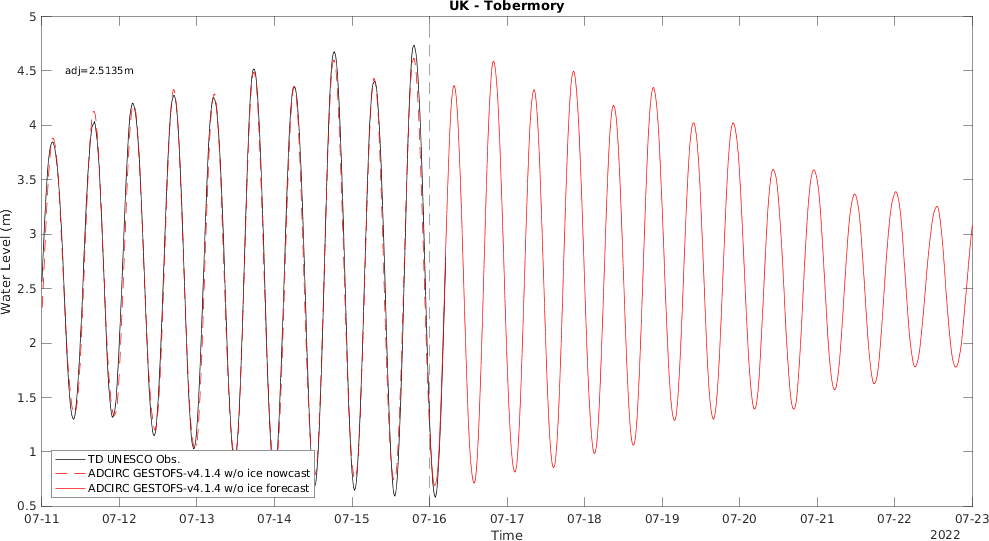 UK - Tobermory
5
4.5
4
3.5
3
2.5
2
1.5
1
0.5
Water Level (m)
adj=2.5135m
TD UNESCO Obs.
ADCIRC GESTOFS-v4.1.4 w/o ice nowcast
ADCIRC GESTOFS-v4.1.4 w/o ice forecast
07-11 07-12 07-13 07-14 07-15 07-16 07-17 07-18 07-19 07-20 07-21 07-22 07-23
Time
2022